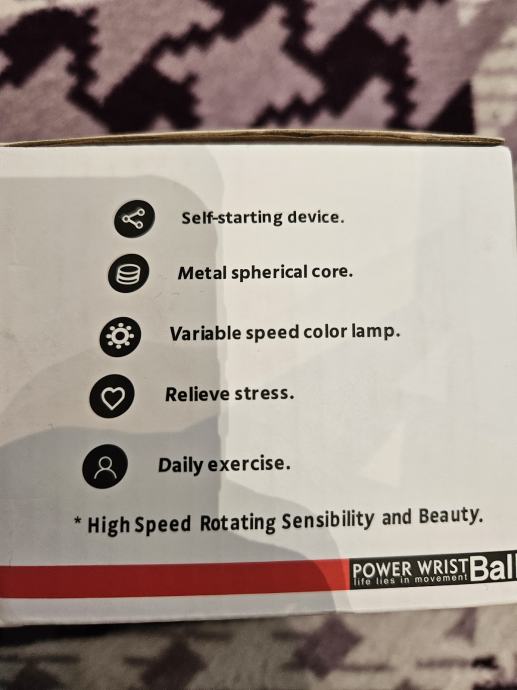 Self-starting device.
Metal spherical core.
Variable speed color lamp.
Relieve stress.
Daily exercise.
* High Speed Rotating Sensibility and Beauty.
POWER WRIST Ball
life lies in movement